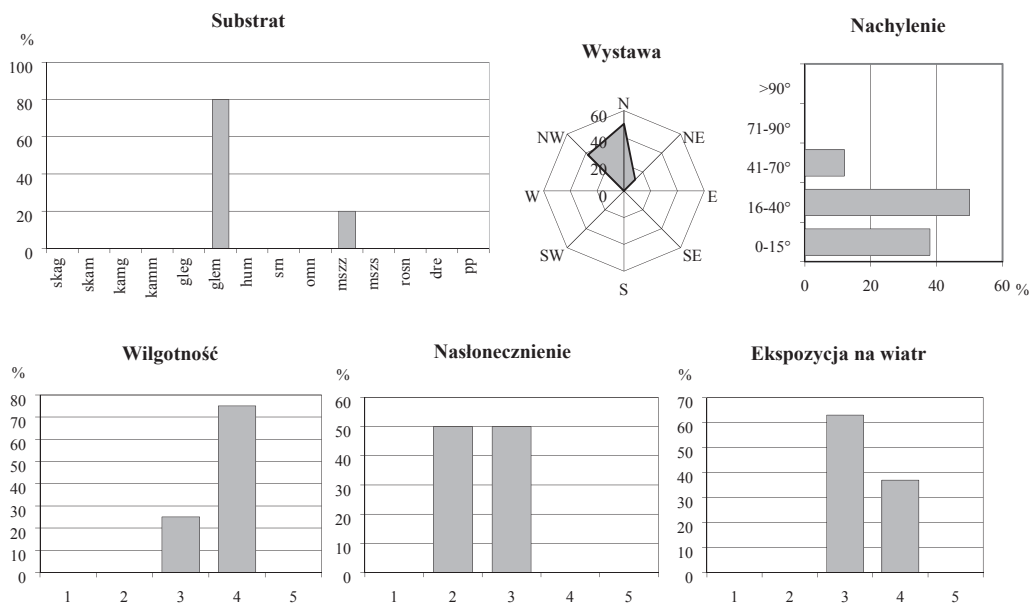 Substrat
%
100
80
60
40
20
0
skag
skam
kamg
kamm
gleg
glem
hum
srn
omn
mszz
mszs
rosn
dre
pp
Wystawa
N
NE
E
SE
S
SW
W
NW
60
40
20
0
Nachylenie
>90°
71-90°
41-70°
16-40°
0-15°
0 20 40 60 %
Wilgotność
%
80
70
60
50
40
30
20
10
0
1 2 3 4 5
Nasłonecznienie
%
60
50
40
30
20
10
0
1 2 3 4 5
Ekspozycja na wiatr
%
70
60
50
40
30
20
10
0
1 2 3 4 5